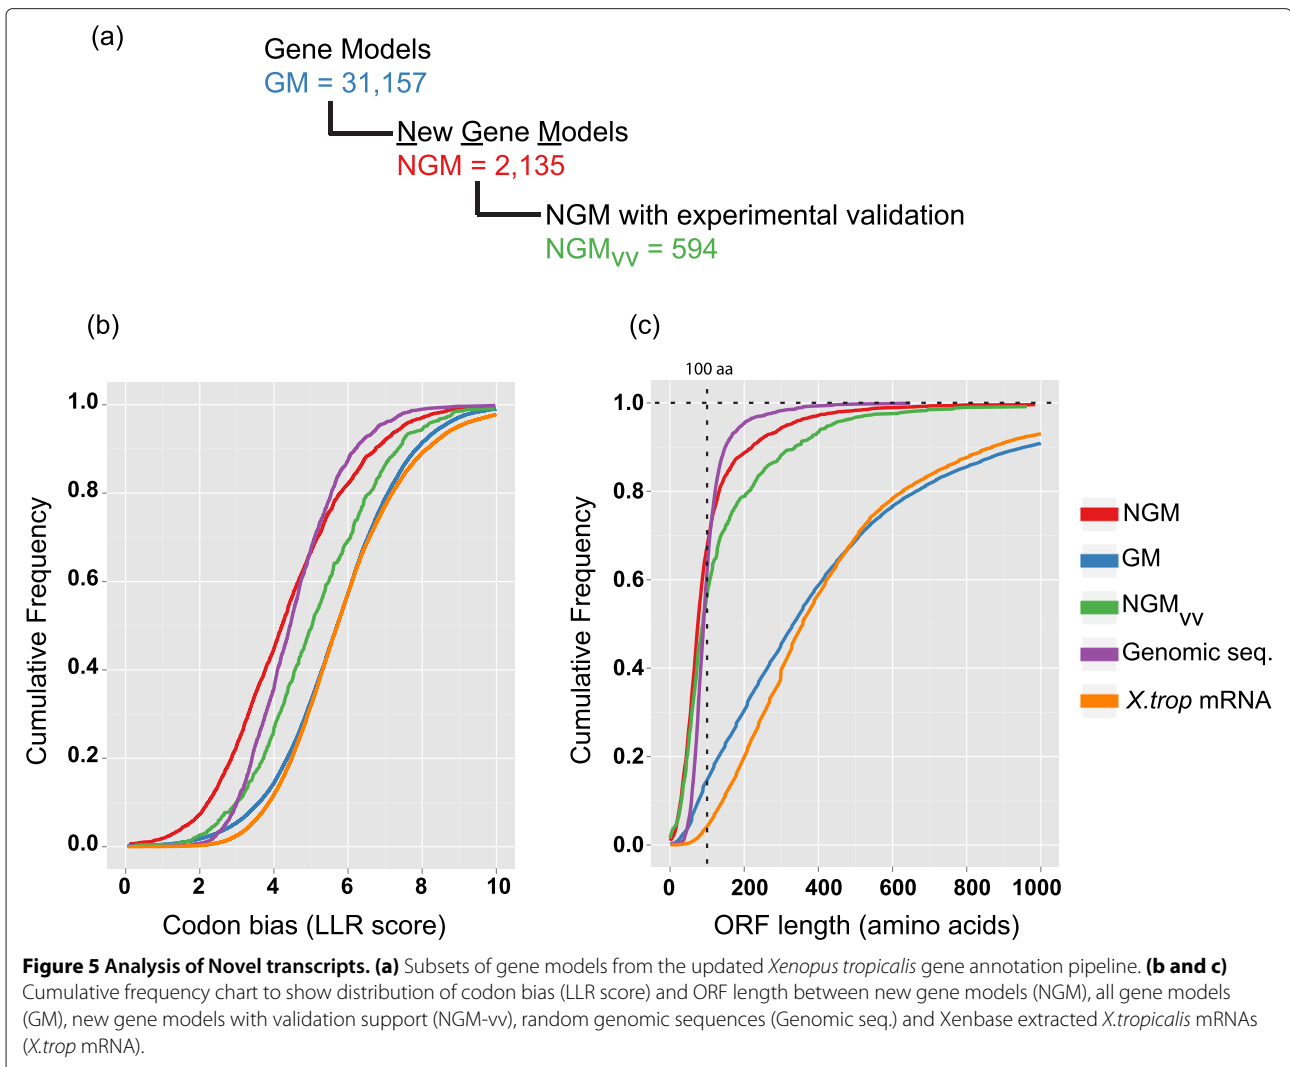 (a)
Gene Models
GM = 31,157
New Gene Models
NGM = 2,135
NGM with experimental validation
NGMvv = 594
(b)
1.0
0.8
0.6
0.4
0.2
0.0
Cumulative Frequency
0 2 4 6 8 10
Codon bias (LLR score)
(c)
100 aa
1.0
0.8
0.6
0.4
0.2
0.0
Cumulative Frequency
0 200 400 600 800 1000
ORF length (amino acids)
NGM
GM
NGMvv
Genomic seq.
X.trop mRNA
Figure 5 Analysis of Novel transcripts. (a) Subsets of gene models from the updated Xenopus tropicalis gene annotation pipeline. (b and c)
Cumulative frequency chart to show distribution of codon bias (LLR score) and ORF length between new gene models (NGM), all gene models
(GM), new gene models with validation support (NGM-vv), random genomic sequences (Genomic seq.) and Xenbase extracted X.tropicalis mRNAs
(X.trop mRNA).